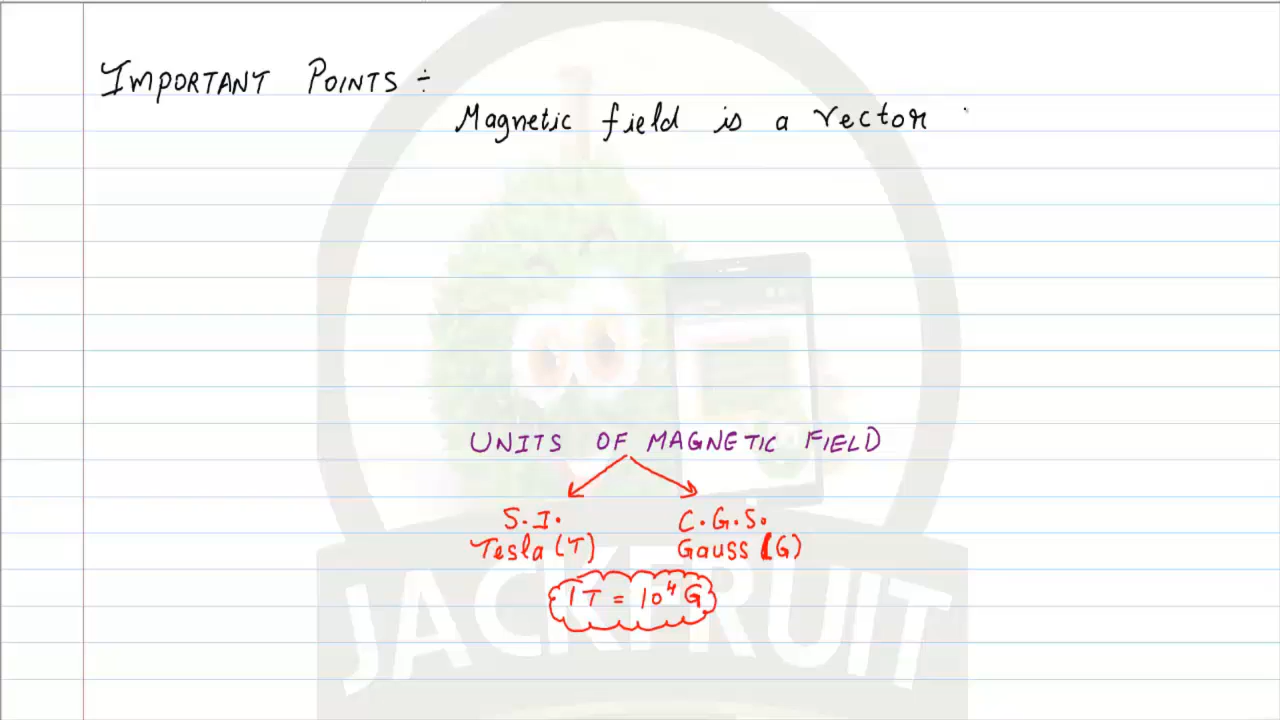 IMPORTANT POINTS ÷
Magnetic field is a vector
UNITS OF MAGNETIC FIELD
S.I. C.G.S.
Tesla (T) Gauss (G)
1T = 10⁴ G
JACKFRUIT